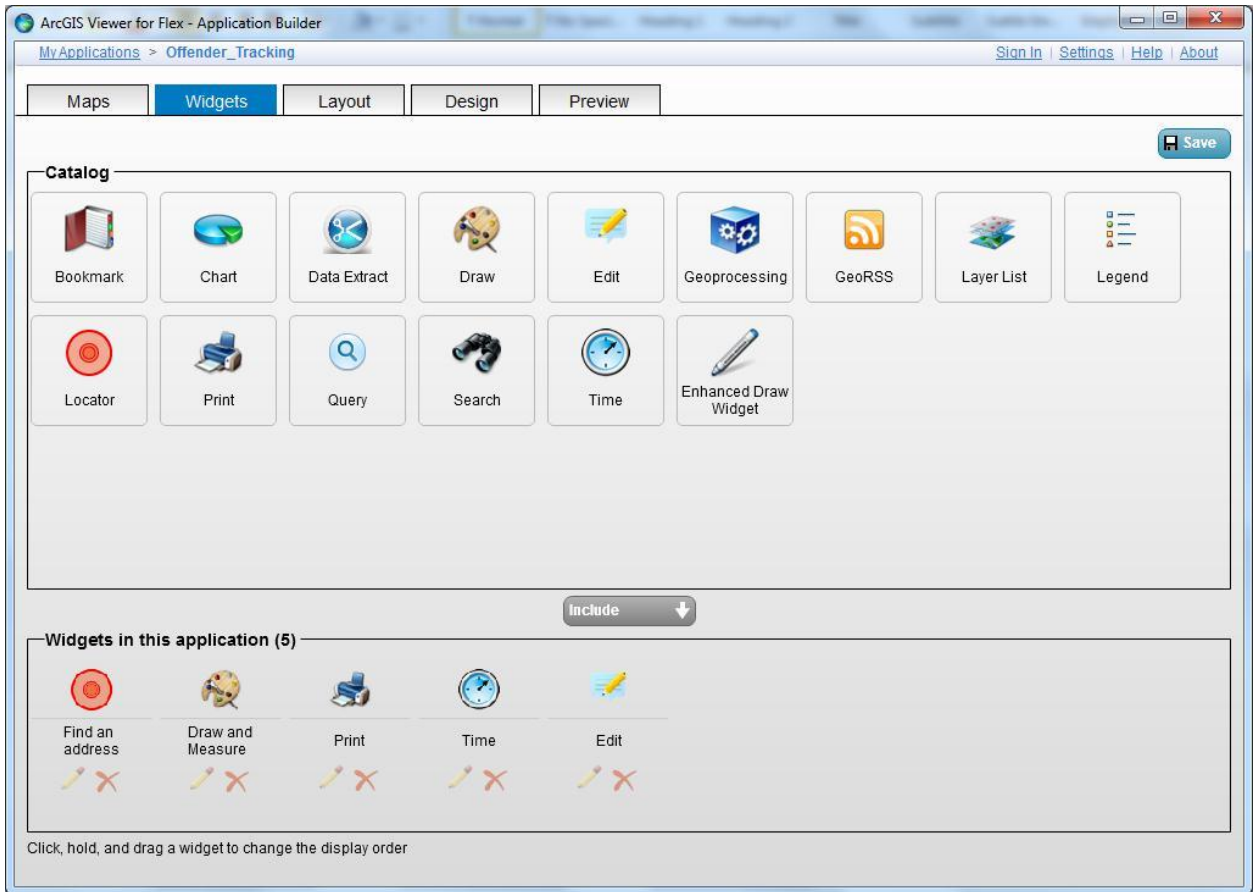 ArcGIS Viewer for Flex - Application Builder
My Applications > Offender_Tracking
Sign In | Settings | Help | About
Maps
Widgets
Layout
Design
Preview
Save
Catalog
Bookmark
Chart
Data Extract
Draw
Edit
Geoprocessing
GeoRSS
Layer List
Legend
Locator
Print
Query
Search
Time
Enhanced Draw
Widget
Include
Widgets in this application (5)
Find an
address
Draw and
Measure
Print
Time
Edit
Click, hold, and drag a widget to change the display order